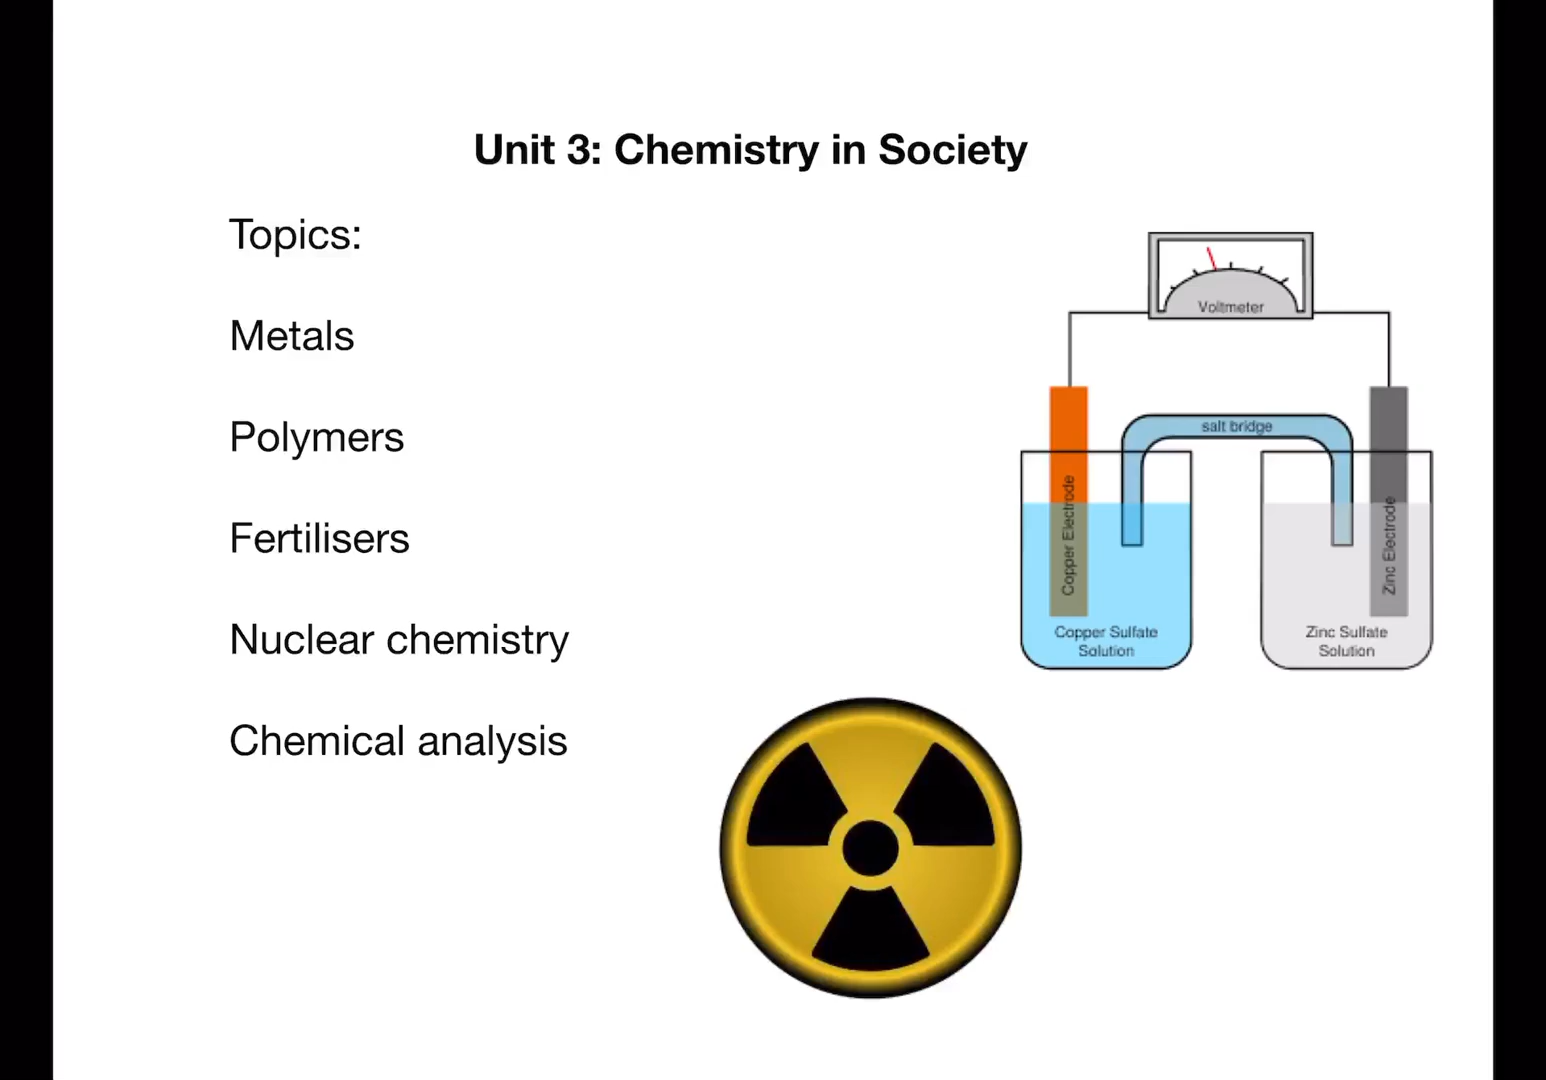 Unit 3: Chemistry in Society
Topics:
Metals
Polymers
Fertilisers
Nuclear chemistry
Chemical analysis
Voltmeter
salt bridge
Copper Electrode
Zinc Electrode
Copper Sulfate
Solution
Zinc Sulfate
Solution